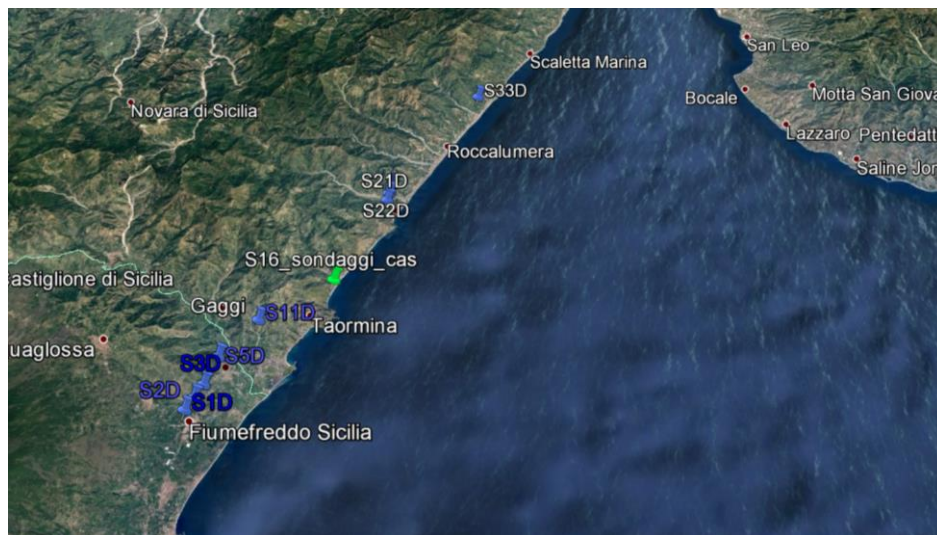 San Leo
Scaletta Marina
S33D
Bocale
Motta San Giova
Novara di Sicilia
Lazzaro
Pentedatt
Roccalumera
Saline Jor
S21D
S22D
S16_sondaggi_cas
astiglione di Sicilia
Gaggi
S11D
Taormina
uaglossa
S5D
S3D
S2D
S1D
Fiumefreddo Sicilia